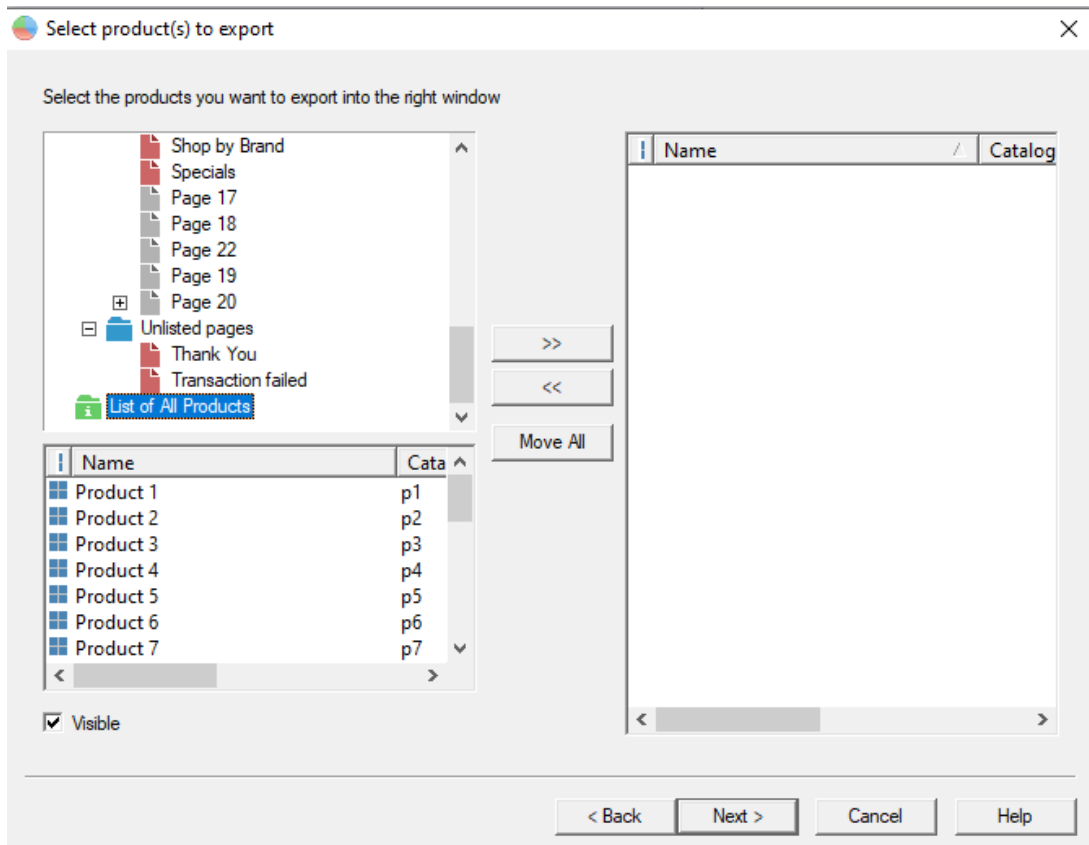 Select product(s) to export
Select the products you want to export into the right window
Shop by Brand
Specials
Page 17
Page 18
Page 22
Page 19
Page 20
Unlisted pages
Thank You
Transaction failed
List of All Products
Name Cata
Product 1 p1
Product 2 p2
Product 3 p3
Product 4 p4
Product 5 p5
Product 6 p6
Product 7 p7
Visible
>>
<<
Move All
Name Catalog
< Back Next > Cancel Help